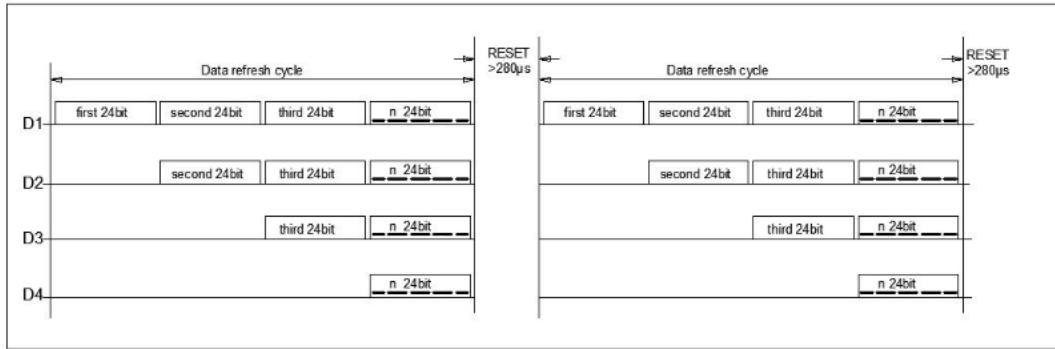 RESET
>280µs
RESET
>280µs
Data refresh cycle
Data refresh cycle
D1 first 24bit second 24bit third 24bit n 24bit first 24bit second 24bit third 24bit n 24bit
D2 second 24bit third 24bit n 24bit second 24bit third 24bit n 24bit
D3 third 24bit n 24bit third 24bit n 24bit
D4 n 24bit n 24bit